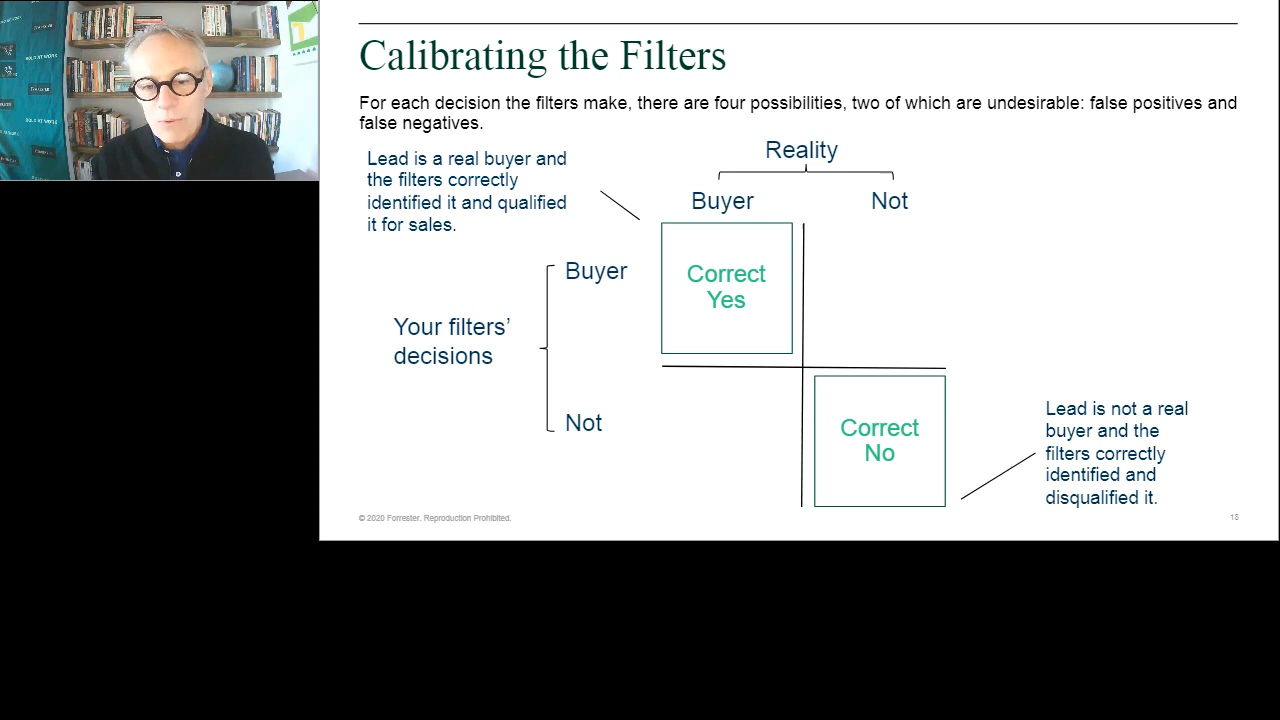 Calibrating the Filters
For each decision the filters make, there are four possibilities, two of which are undesirable: false positives and
false negatives.
Lead is a real buyer and
the filters correctly
identified it and qualified
it for sales.
Reality
Buyer
Not
Correct
Yes
Buyer
Your filters’
decisions
Not
Correct
No
Lead is not a real
buyer and the
filters correctly
identified and
disqualified it.
© 2020 Forrester. Reproduction Prohibited.
18